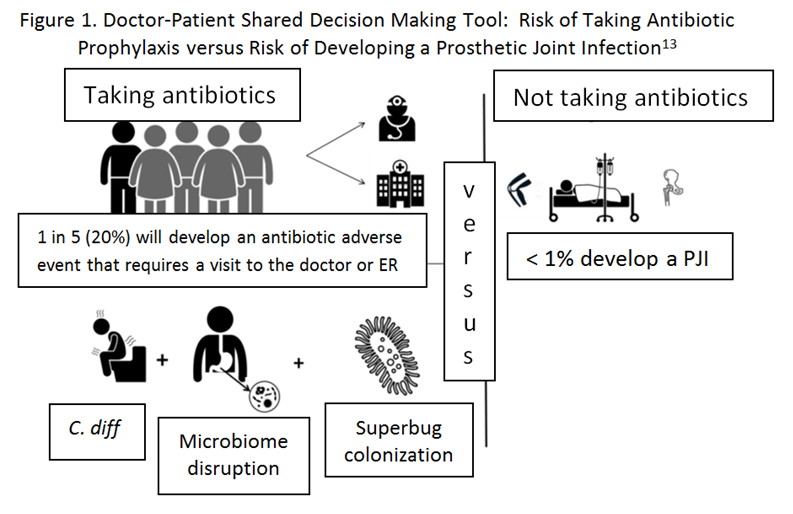 Figure 1. Doctor-Patient Shared Decision Making Tool:  Risk of Taking Antibiotic
Prophylaxis versus Risk of Developing a Prosthetic Joint Infection¹³
Taking antibiotics
Not taking antibiotics
versus
1 in 5 (20%) will develop an antibiotic adverse
event that requires a visit to the doctor or ER
< 1% develop a PJI
C. diff
+
Microbiome
disruption
+
Superbug
colonization